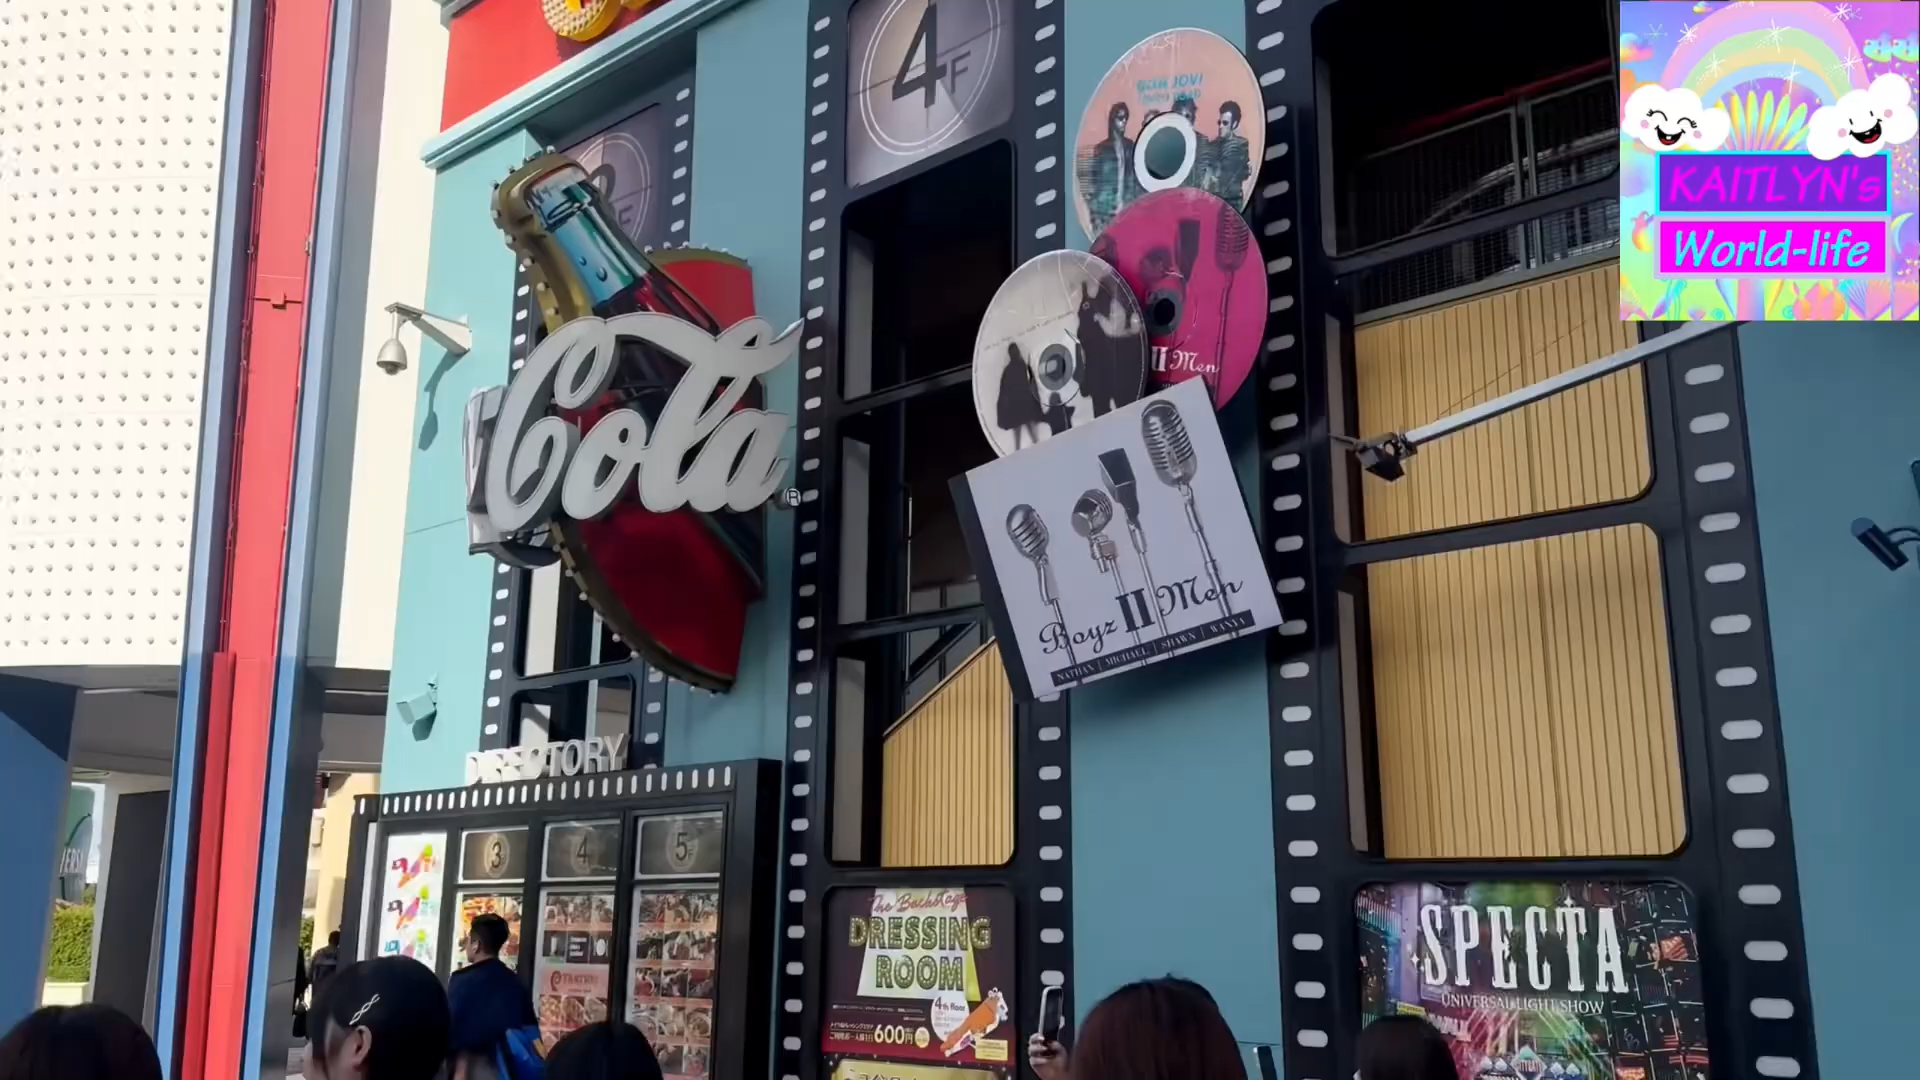 4F
BON JOVI
KAITLYN's
World-life
Cola
®
II Men
Boyz II Men
NATHAN | MICHAEL | SHAWN | WANYA
DIRECTORY
3
4
5F
The Backstage
DRESSING
ROOM
4th floor
600円
SPECTA
UNIVERSAL LIGHT SHOW